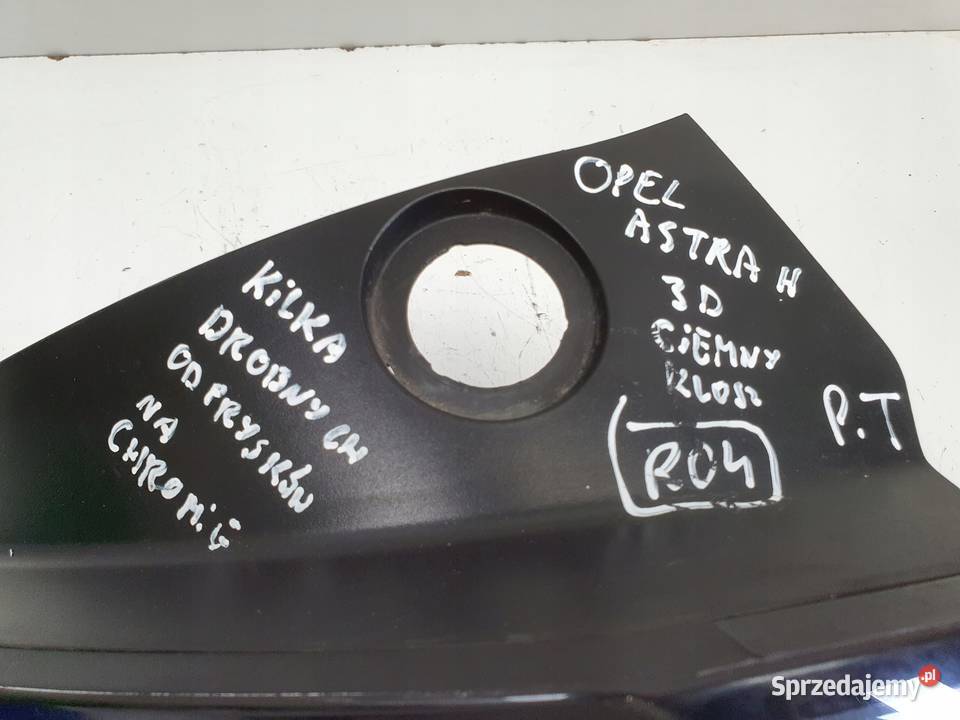 KiLKA
DROBNYCH
ODPRYSKÓW
NA
CHROMiE
OPEL
ASTRA H
3D
CiEMNY
KLOSZ
R04
P.T
Sprzedajemy.pl